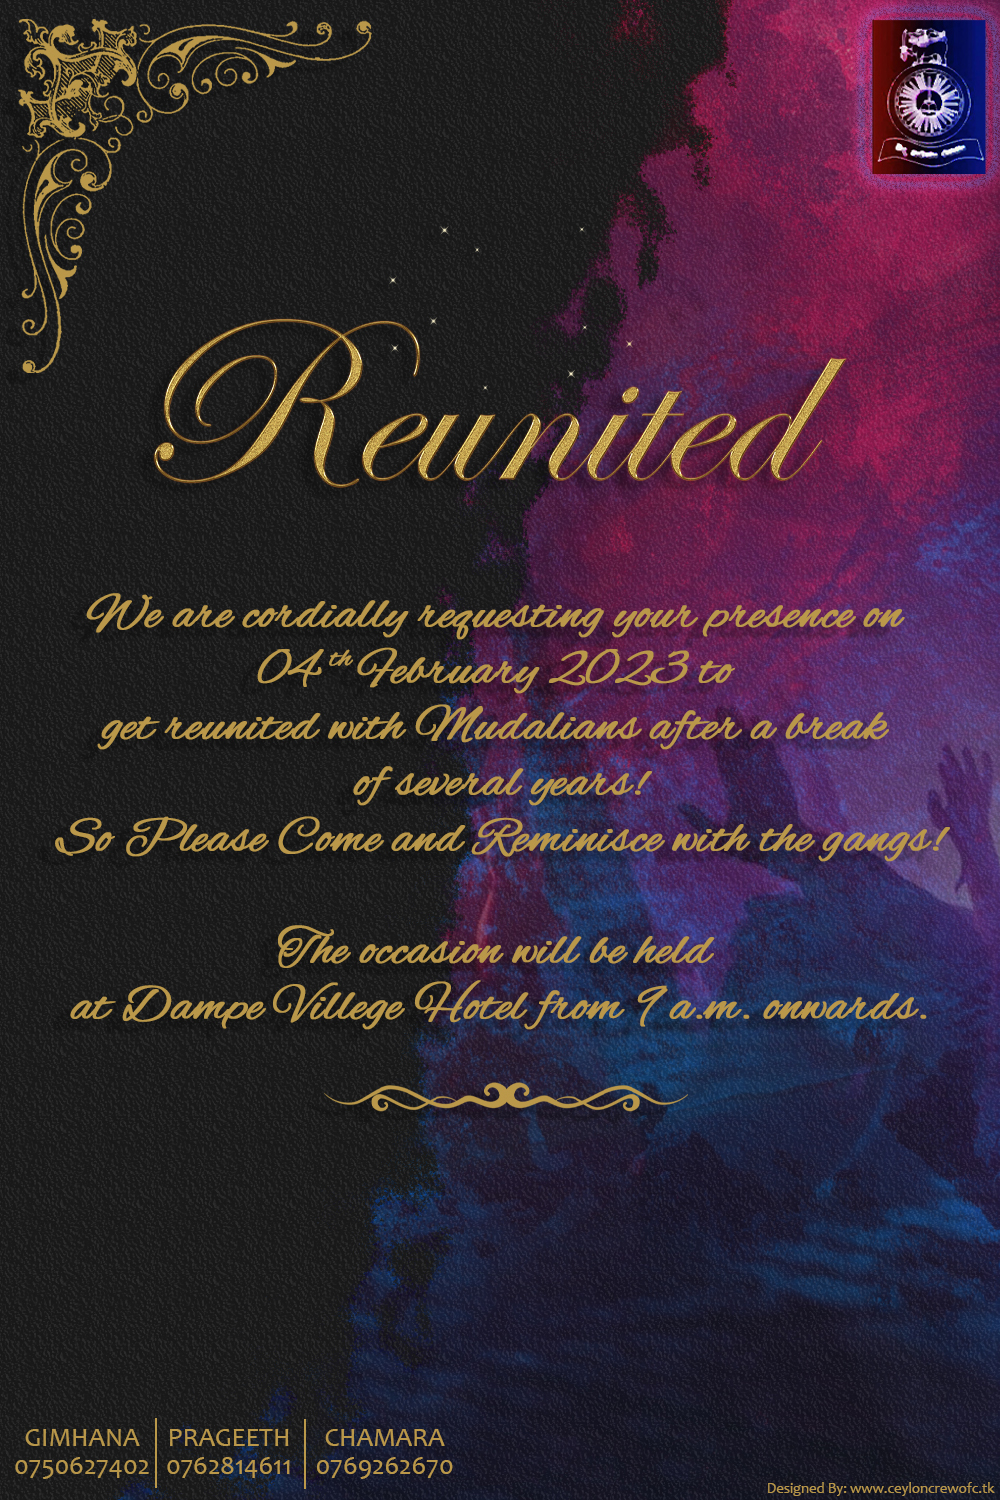 Reunited
We are cordially requesting your presence on
04th February 2023 to
get reunited with Mudalians after a break
of several years!
So Please Come and Reminisce with the gangs!
The occasion will be held
at Dampe Villege Hotel from 9 a.m. onwards.
GIMHANA
0750627402
PRAGEETH
0762814611
CHAMARA
0769262670
Designed By: www.ceyloncrewofc.tk